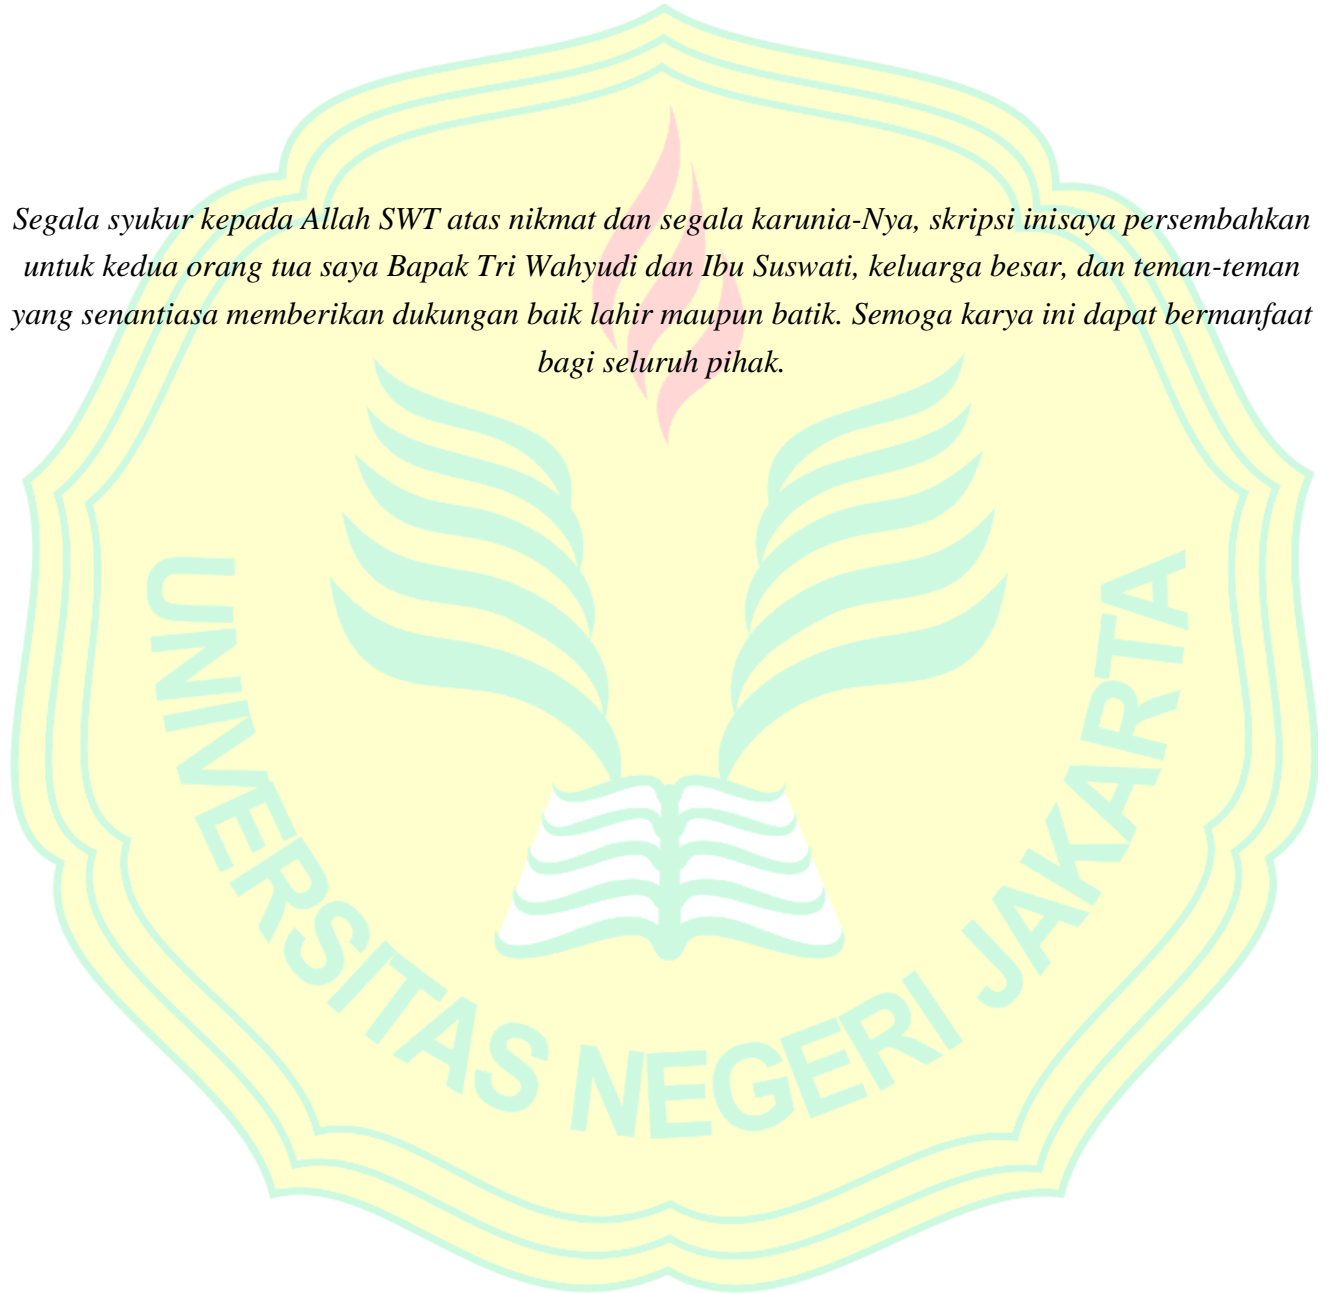 Segala syukur kepada Allah SWT atas nikmat dan segala karunia-Nya, skripsi inisaya persembahkan
untuk kedua orang tua saya Bapak Tri Wahyudi dan Ibu Suswati, keluarga besar, dan teman-teman
yang senantiasa memberikan dukungan baik lahir maupun batik. Semoga karya ini dapat bermanfaat
bagi seluruh pihak.
UNIVERSITAS NEGERI JAKARTA